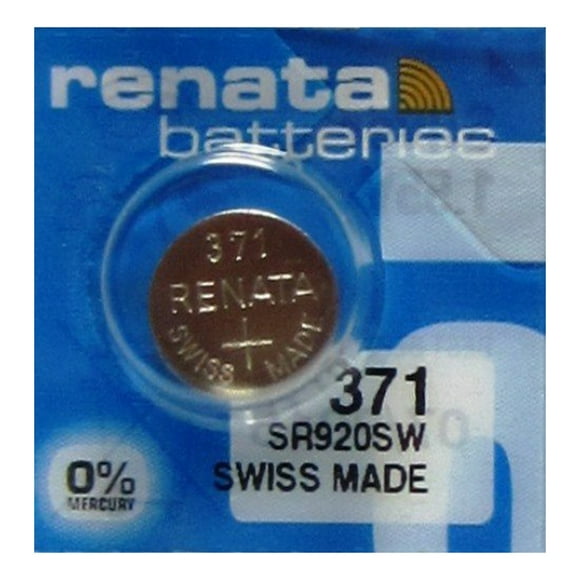 renata
batteries
371
RENATA
+
SWISS MADE
371
SR920SW
SWISS MADE
0%
MERCURY